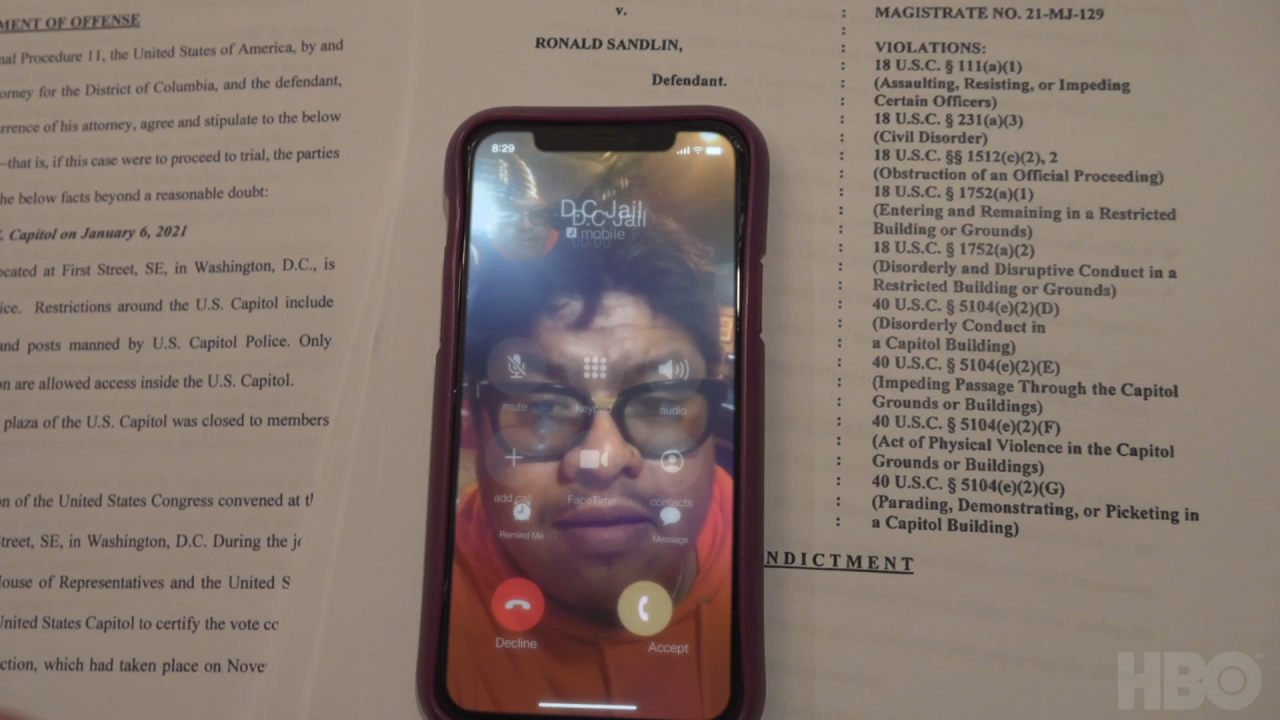 MENT OF OFFENSE
nal Procedure 11, the United States of America, by and
orney for the District of Columbia, and the defendant,
rrence of his attorney, agree and stipulate to the below
—that is, if this case were to proceed to trial, the parties
he below facts beyond a reasonable doubt:
. Capitol on January 6, 2021
ocated at First Street, SE, in Washington, D.C., is
ice. Restrictions around the U.S. Capitol include
and posts manned by U.S. Capitol Police. Only
on are allowed access inside the U.S. Capitol.
plaza of the U.S. Capitol was closed to members
on of the United States Congress convened at
treet, SE, in Washington, D.C. During the
House of Representatives and the United S
United States Capitol to certify the vote
ction, which had taken place on Nove
v.
RONALD SANDLIN,
Defendant.
: MAGISTRATE NO. 21-MJ-129
:
: VIOLATIONS:
: 18 U.S.C. § 111(a)(1)
: (Assaulting, Resisting, or Impeding
: Certain Officers)
: 18 U.S.C. § 231(a)(3)
: (Civil Disorder)
: 18 U.S.C. §§ 1512(c)(2), 2
: (Obstruction of an Official Proceeding)
: 18 U.S.C. § 1752(a)(1)
: (Entering and Remaining in a Restricted
: Building or Grounds)
: 18 U.S.C. § 1752(a)(2)
: (Disorderly and Disruptive Conduct in a
: Restricted Building or Grounds)
: 40 U.S.C. § 5104(e)(2)(D)
: (Disorderly Conduct in
: a Capitol Building)
: 40 U.S.C. § 5104(e)(2)(E)
: (Impeding Passage Through the Capitol
: Grounds or Buildings)
: 40 U.S.C. § 5104(e)(2)(F)
: (Act of Physical Violence in the Capitol
: Grounds or Buildings)
: 40 U.S.C. § 5104(e)(2)(G)
: (Parading, Demonstrating, or Picketing in
: a Capitol Building)
NDICTMENT
8:29
D.C Jail
D.C Jail
mobile
00:00
mute keypad audio
add call FaceTime contacts
Remind Me Message
Decline Accept
HBO